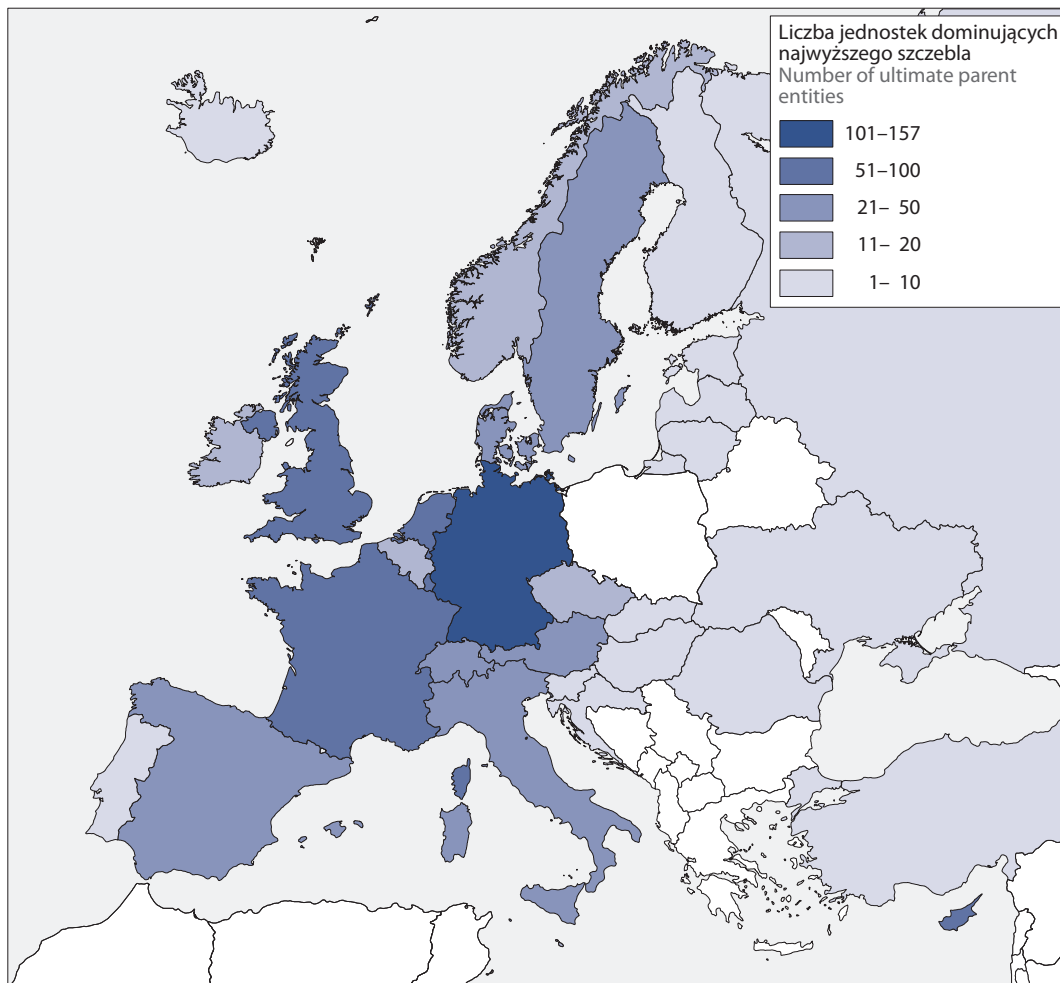 Liczba jednostek dominujących
najwyższego szczebla
Number of ultimate parent
entities
101–157
51–100
21– 50
11– 20
1– 10